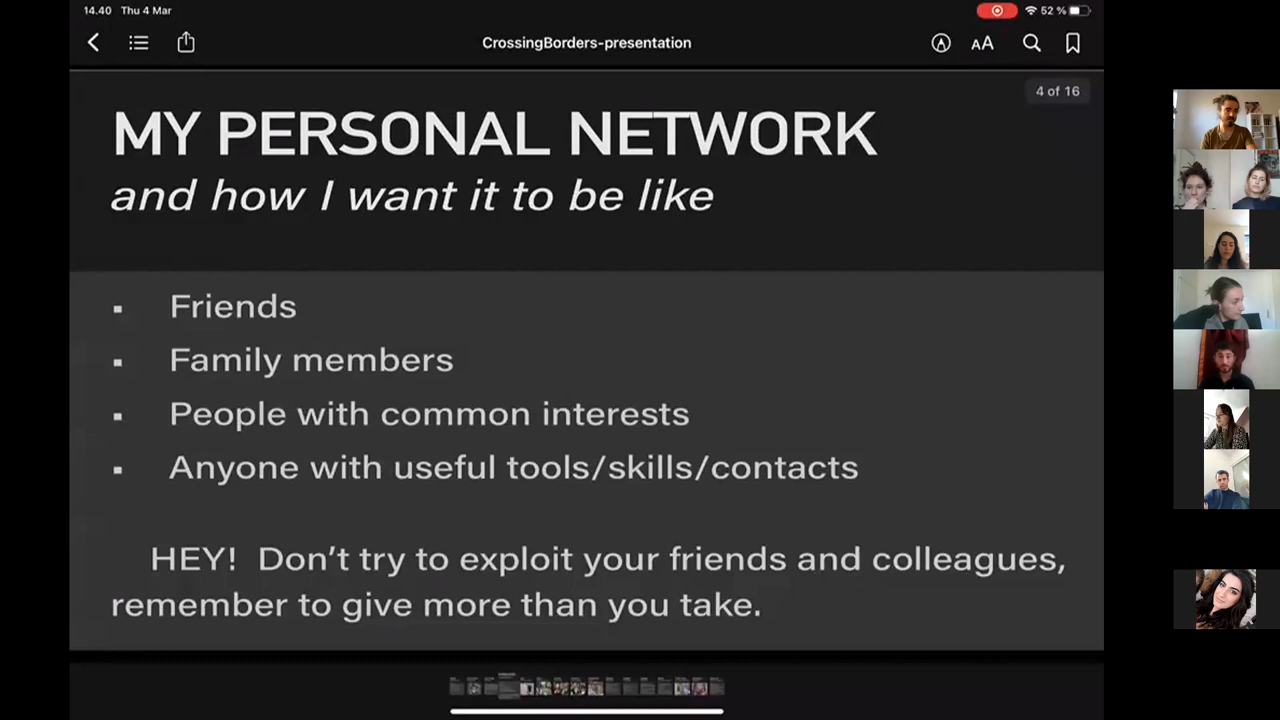 14.40 Thu 4 Mar
52 %
CrossingBorders-presentation
AA
4 of 16
MY PERSONAL NETWORK
and how I want it to be like
▪ Friends
▪ Family members
▪ People with common interests
▪ Anyone with useful tools/skills/contacts
HEY! Don't try to exploit your friends and colleagues,
remember to give more than you take.